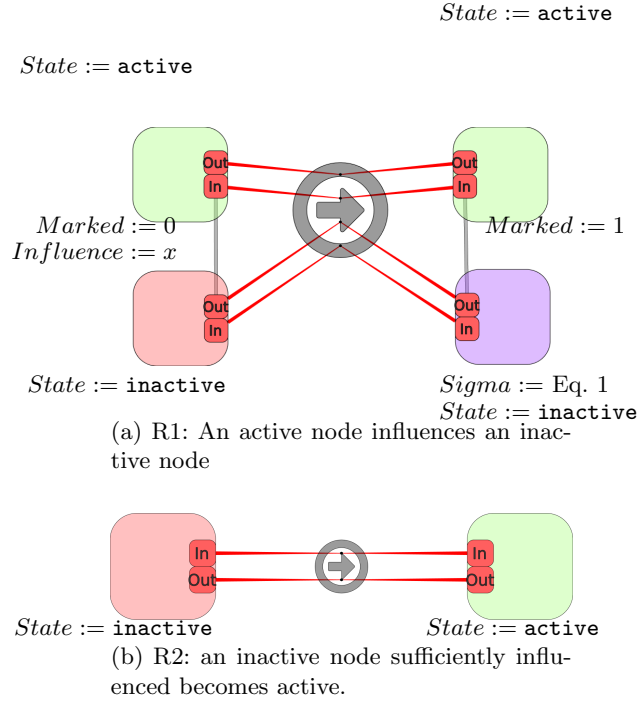 State := active
State := active
Out
Out
In
In
Marked := 0
Marked := 1
Influence := x
Out
Out
In
In
State := inactive
Sigma := Eq. 1
State := inactive
(a) R1: An active node influences an inac-
tive node
In
In
Out
Out
State := inactive
State := active
(b) R2: an inactive node sufficiently influ-
enced becomes active.